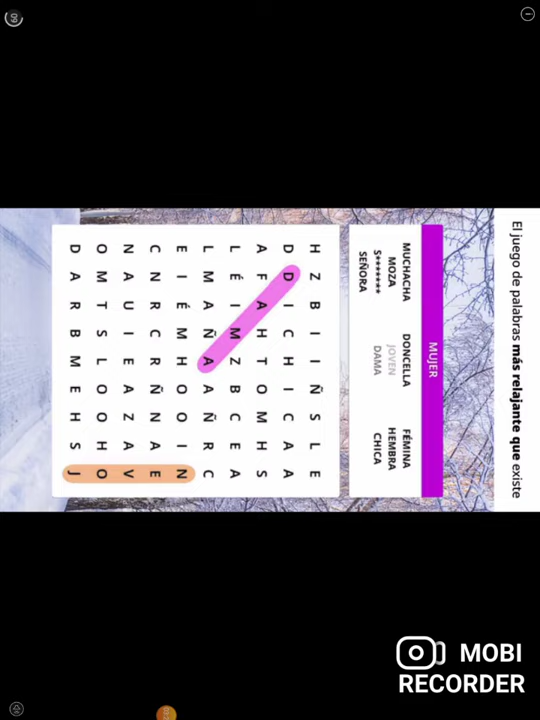 El juego de palabras más relajante que existe
MUJER
MUCHACHA DONCELLA FÉMINA
MOZA JOVEN HEMBRA
S******* DAMA CHICA
SEÑORA
H Z B I I Ñ S L E
D D I C H I C A A
A F A H T O M H S
L É I M Z B C E A
L M A Ñ A A Ñ R C
E I É M H O O I N
C N R C R Ñ N A E
N A U I E A Z A V
O M T S L O O H O
D A R B M E H S J
MOBI
RECORDER